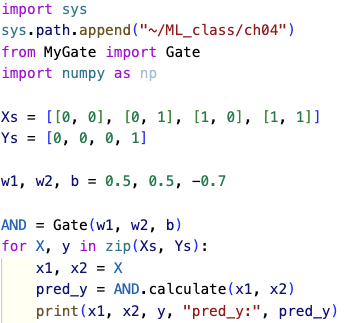 import sys
sys.path.append("~/ML_class/ch04")
from MyGate import Gate
import numpy as np
Xs = [[0, 0], [0, 1], [1, 0], [1, 1]]
Ys = [0, 0, 0, 1]
w1, w2, b = 0.5, 0.5, -0.7
AND = Gate(w1, w2, b)
for X, y in zip(Xs, Ys):
    x1, x2 = X
    pred_y = AND.calculate(x1, x2)
    print(x1, x2, y, "pred_y:", pred_y)